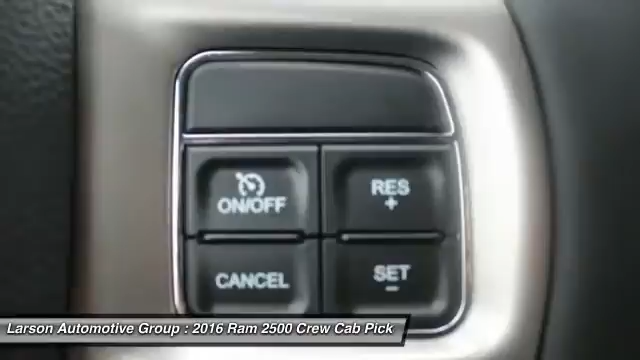 ON/OFF
RES
+
CANCEL
SET
-
Larson Automotive Group : 2016 Ram 2500 Crew Cab Pick